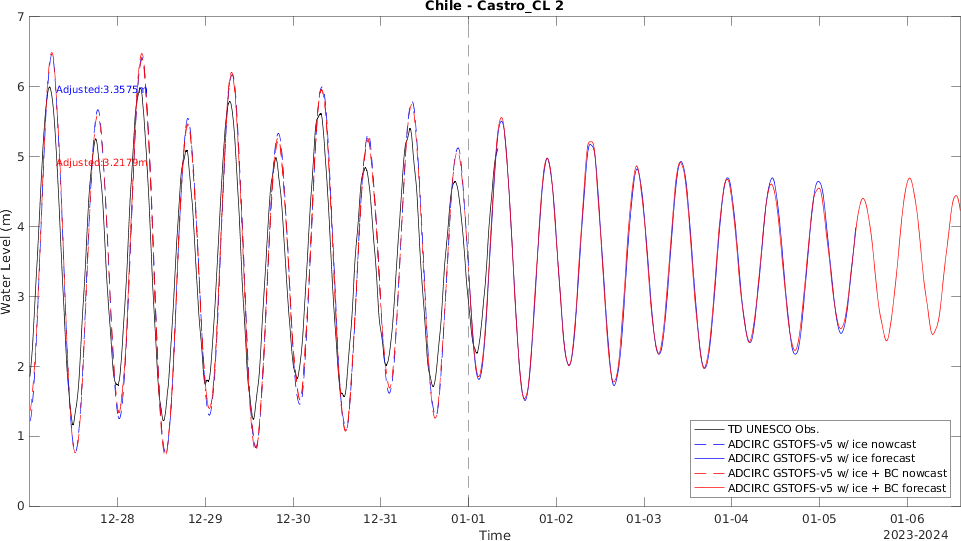 Chile - Castro_CL 2
7
6
5
4
3
2
1
0
Water Level (m)
Adjusted:3.3575m
Adjusted:3.2179m
TD UNESCO Obs.
ADCIRC GSTOFS-v5 w/ ice nowcast
ADCIRC GSTOFS-v5 w/ ice forecast
ADCIRC GSTOFS-v5 w/ ice + BC nowcast
ADCIRC GSTOFS-v5 w/ ice + BC forecast
12-28 12-29 12-30 12-31 01-01 01-02 01-03 01-04 01-05 01-06
2023-2024
Time